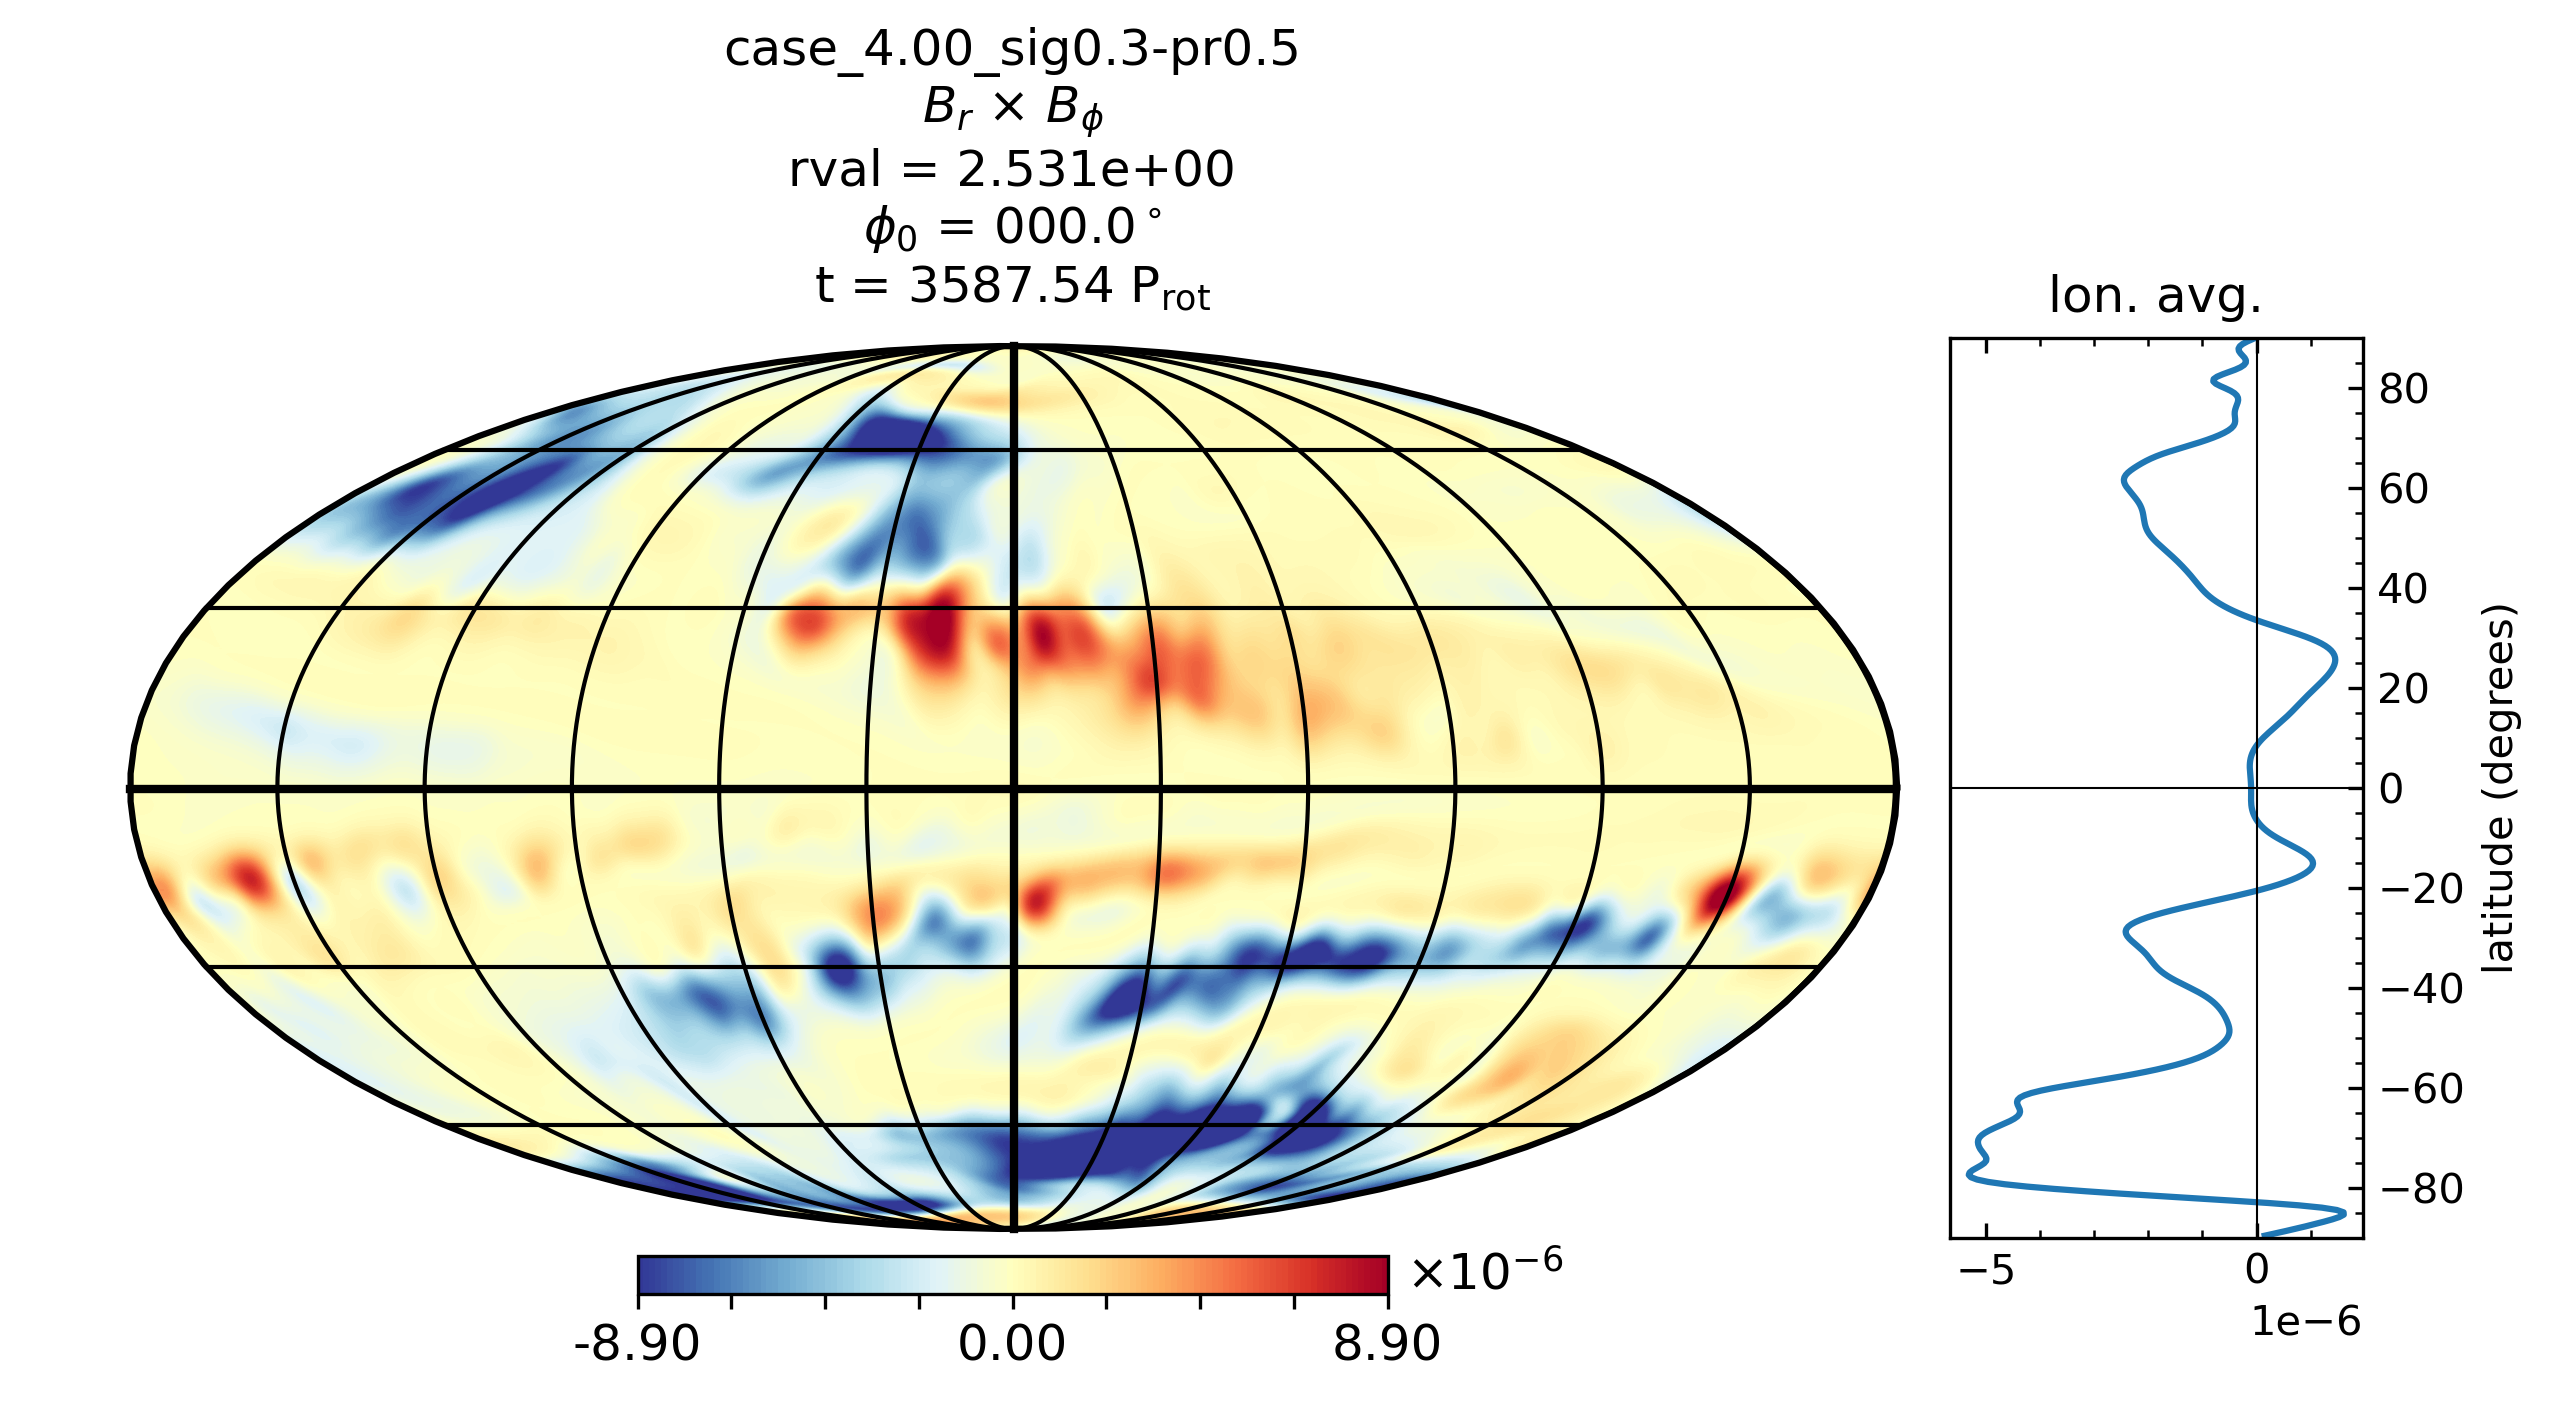 case_4.00_sig0.3-pr0.5
B_r × B_ϕ
rval = 2.531e+00
ϕ_0 = 000.0°
t = 3587.54 P_rot
lon. avg.
80
60
40
20
0
−20
−40
−60
−80
latitude (degrees)
−5 0
1e−6
×10^−6
-8.90 0.00 8.90